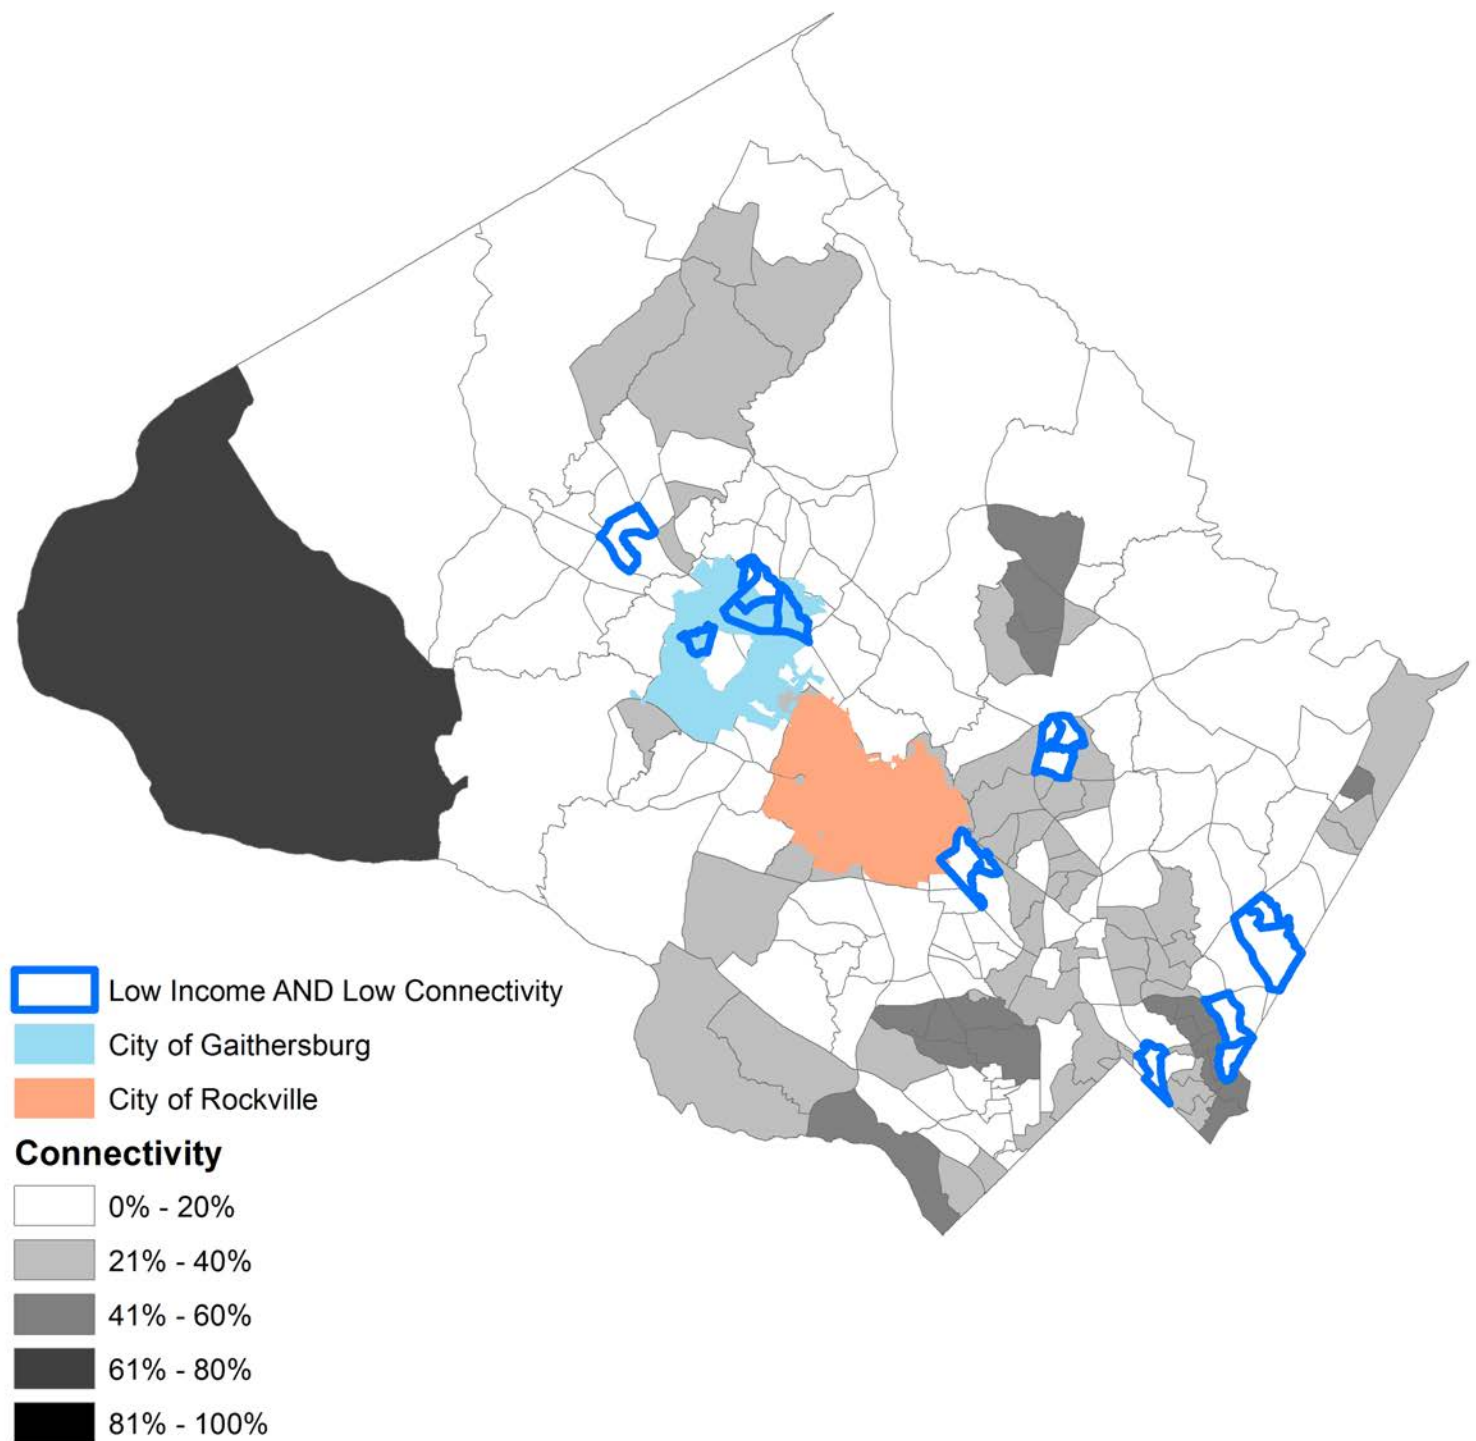 Low Income AND Low Connectivity
City of Gaithersburg
City of Rockville
Connectivity
0% - 20%
21% - 40%
41% - 60%
61% - 80%
81% - 100%